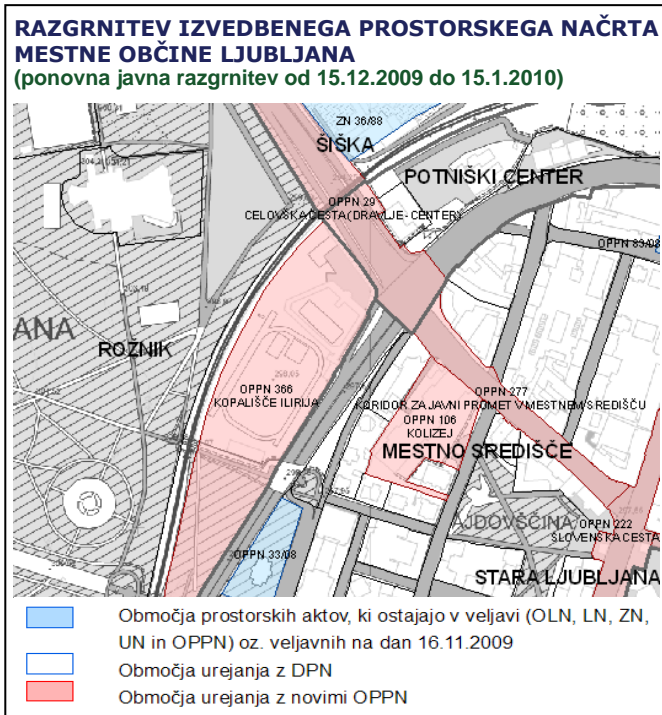 RAZGRNITEV IZVEDBENEGA PROSTORSKEGA NAČRTA
MESTNE OBČINE LJUBLJANA
(ponovna javna razgrnitev od 15.12.2009 do 15.1.2010)
ZN 36/88
ŠIŠKA
POTNIŠKI CENTER
OPPN 29
CELOVŠKA CESTA (DRAVLJE - CENTER)
OPPN 83/08
ANA
ROŽNIK
OPPN 366
KOPALIŠČE ILIRIJA
OPPN 277
KORIDOR ZA JAVNI PROMET V MESTNEM SREDIŠČU
OPPN 106
KOLIZEJ
MESTNO SREDIŠČE
AJDOVŠČINA
OPPN 222
SLOVENSKA CESTA
OPPN 33/08
STARA LJUBLJANA
Območja prostorskih aktov, ki ostajajo v veljavi (OLN, LN, ZN,
UN in OPPN) oz. veljavnih na dan 16.11.2009
Območja urejanja z DPN
Območja urejanja z novimi OPPN